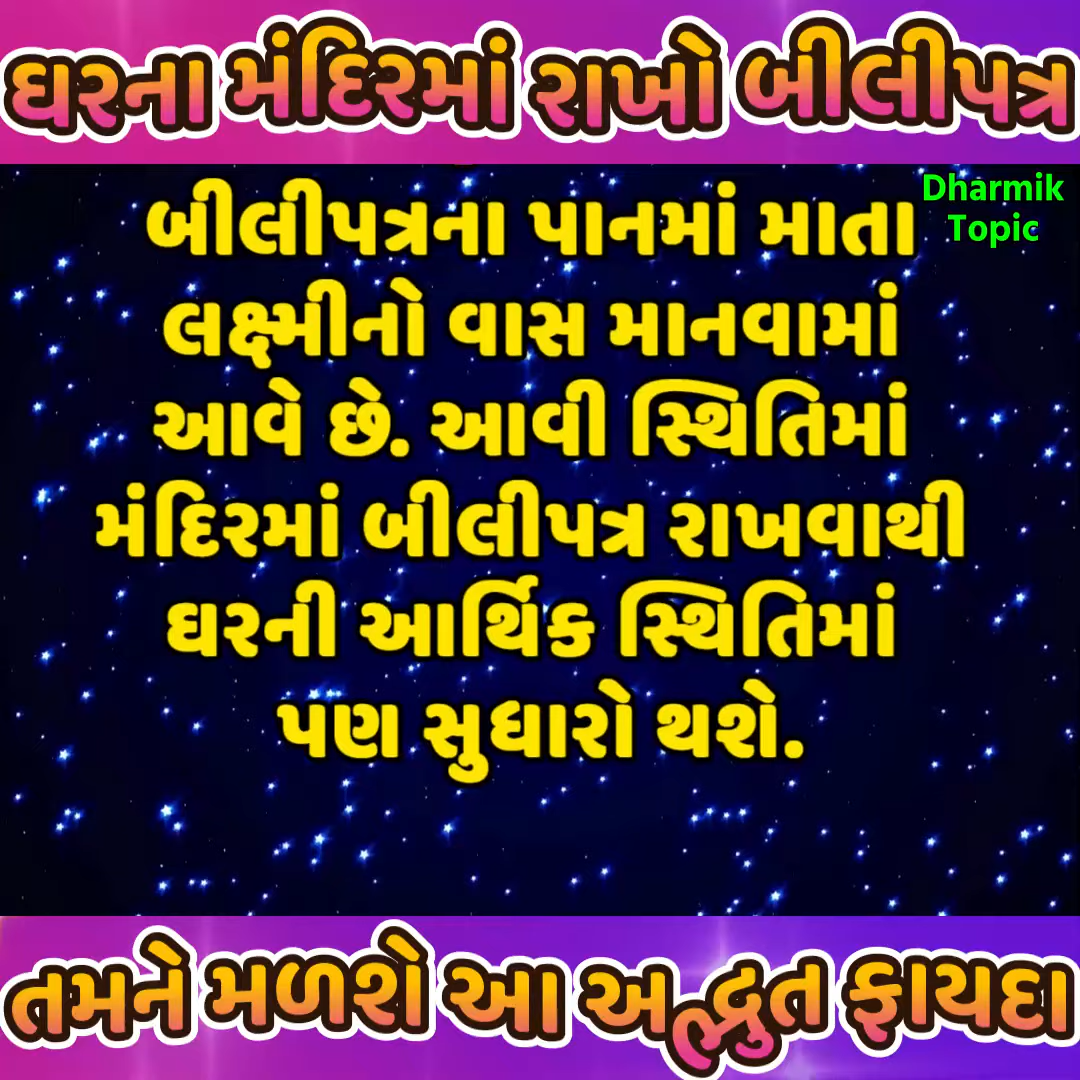 ઘરના મંદિરમાં રાખો બીલીપત્ર
Dharmik
Topic
બીલીપત્રના પાનમાં માતા
લક્ષ્મીનો વાસ માનવામાં
આવે છે. આવી સ્થિતિમાં
મંદિરમાં બીલીપત્ર રાખવાથી
ઘરની આર્થિક સ્થિતિમાં
પણ સુધારો થશે.
તમને મળશે આ અદ્ભુત ફાયદા